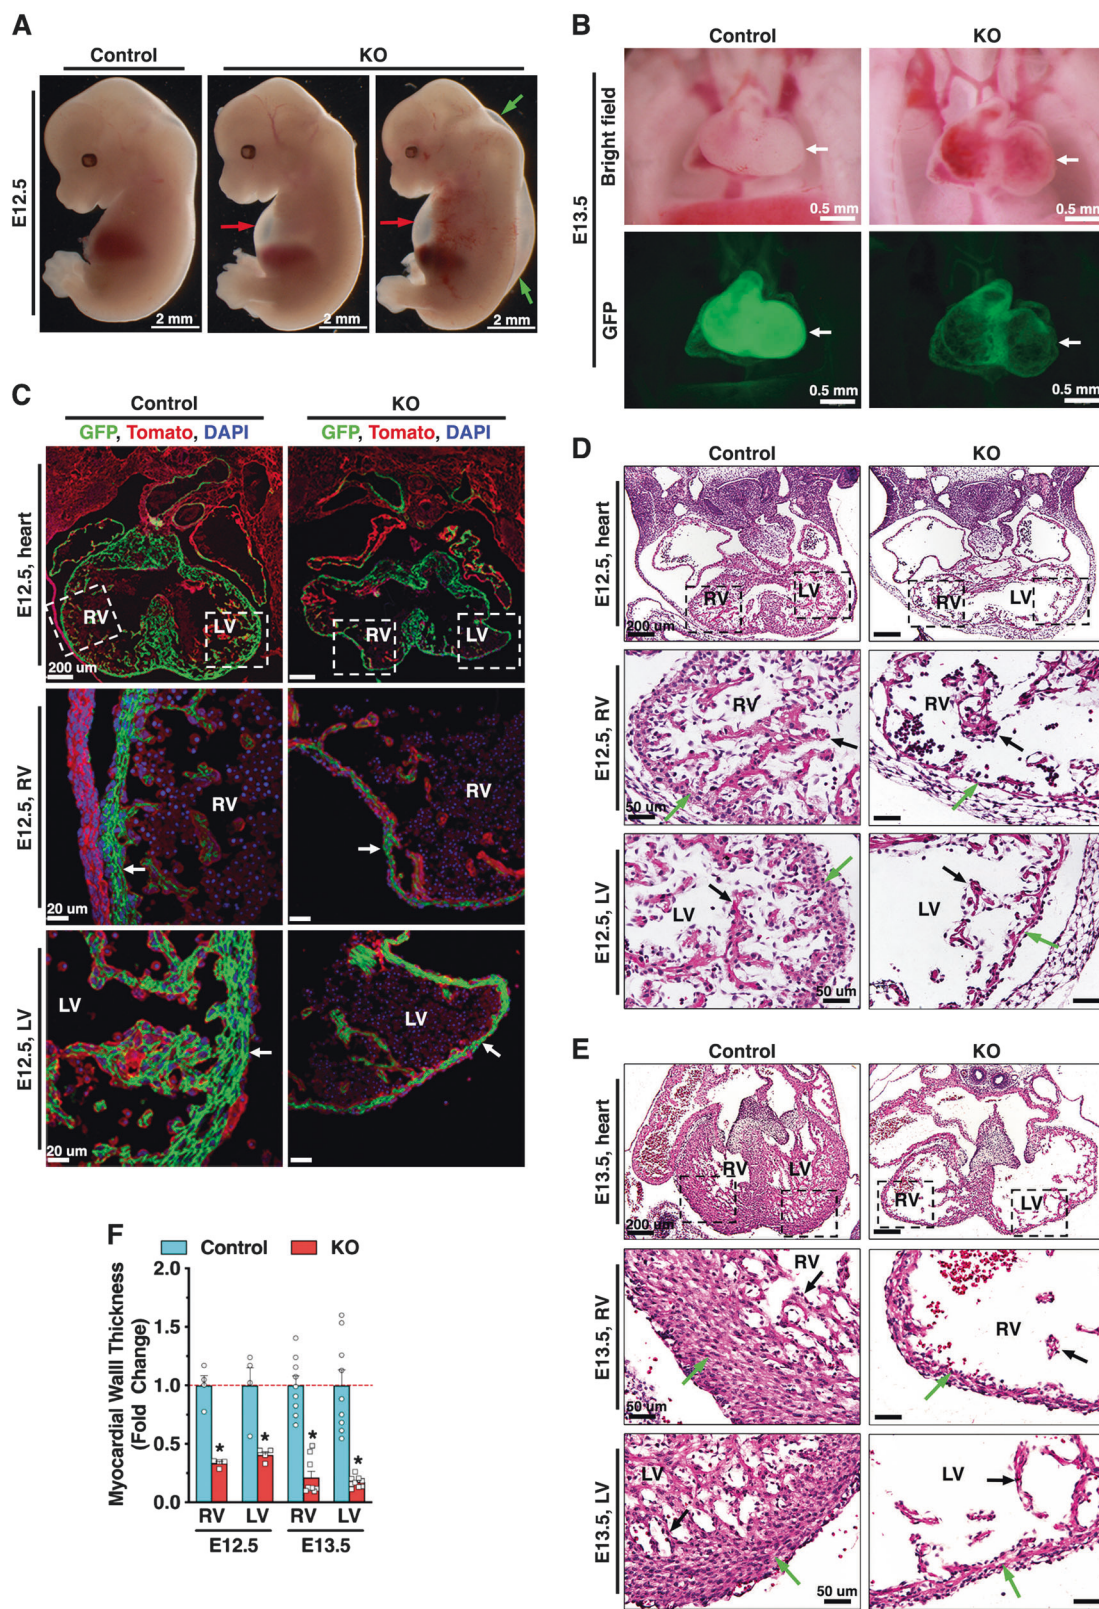 A
Control
KO
E12.5
2 mm
2 mm
2 mm
B
Control
KO
E13.5
Bright field
GFP
0.5 mm
0.5 mm
0.5 mm
0.5 mm
C
Control
KO
GFP, Tomato, DAPI
GFP, Tomato, DAPI
E12.5, heart
RV
LV
200 um
RV
LV
E12.5, RV
RV
20 um
RV
E12.5, LV
LV
20 um
LV
D
Control
KO
E12.5, heart
RV
LV
200 um
RV
LV
E12.5, RV
RV
50 um
RV
E12.5, LV
LV
50 um
LV
E
Control
KO
E13.5, heart
RV
LV
200 um
RV
LV
E13.5, RV
RV
50 um
RV
E13.5, LV
LV
50 um
LV
F
Control
KO
Myocardial Walll Thickness
(Fold Change)
2.0
1.5
1.0
0.5
0.0
*
*
*
*
RV
LV
RV
LV
E12.5
E13.5